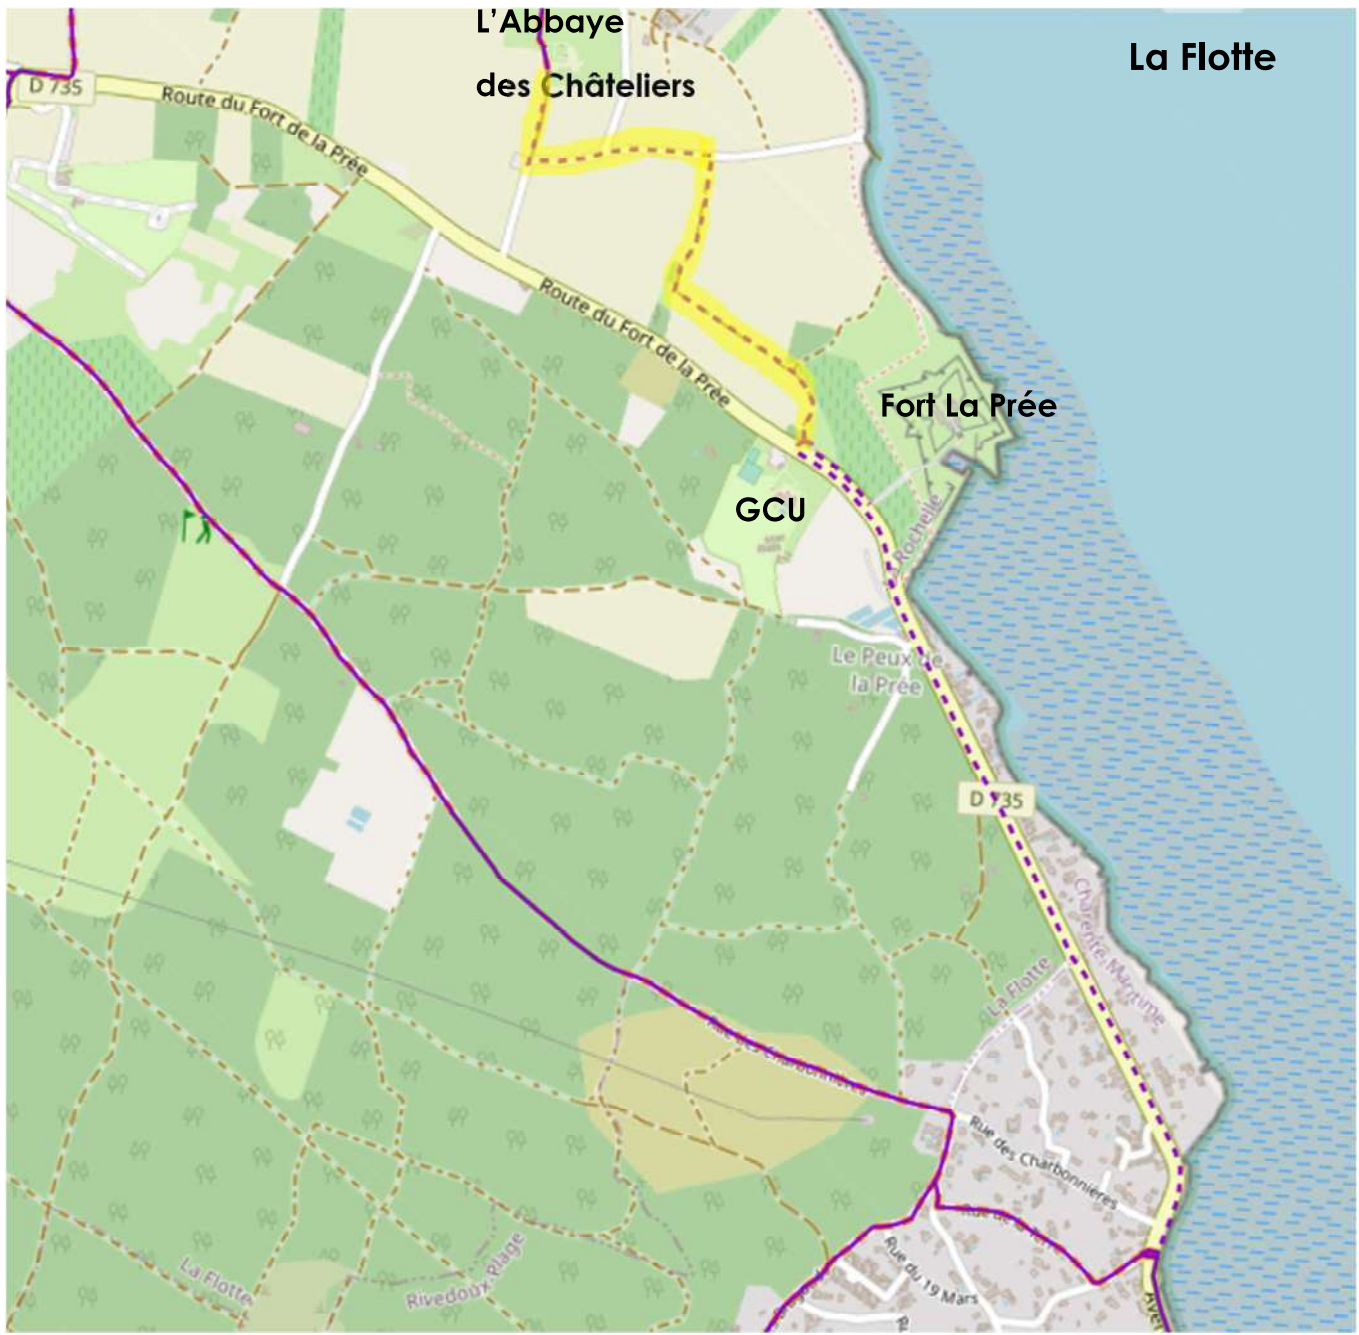 L'Abbaye
des Châteliers
La Flotte
D 735
Route du Fort de la Prée
Route du Fort de la Prée
Fort La Prée
GCU
Rochelle
Le Peux de
la Prée
D 735
Charente-Maritime
La Flotte
Rue des Charbonnières
Rue des Charbonnières
Rue du 19 Mars
La Flotte
Rivedoux-Plage